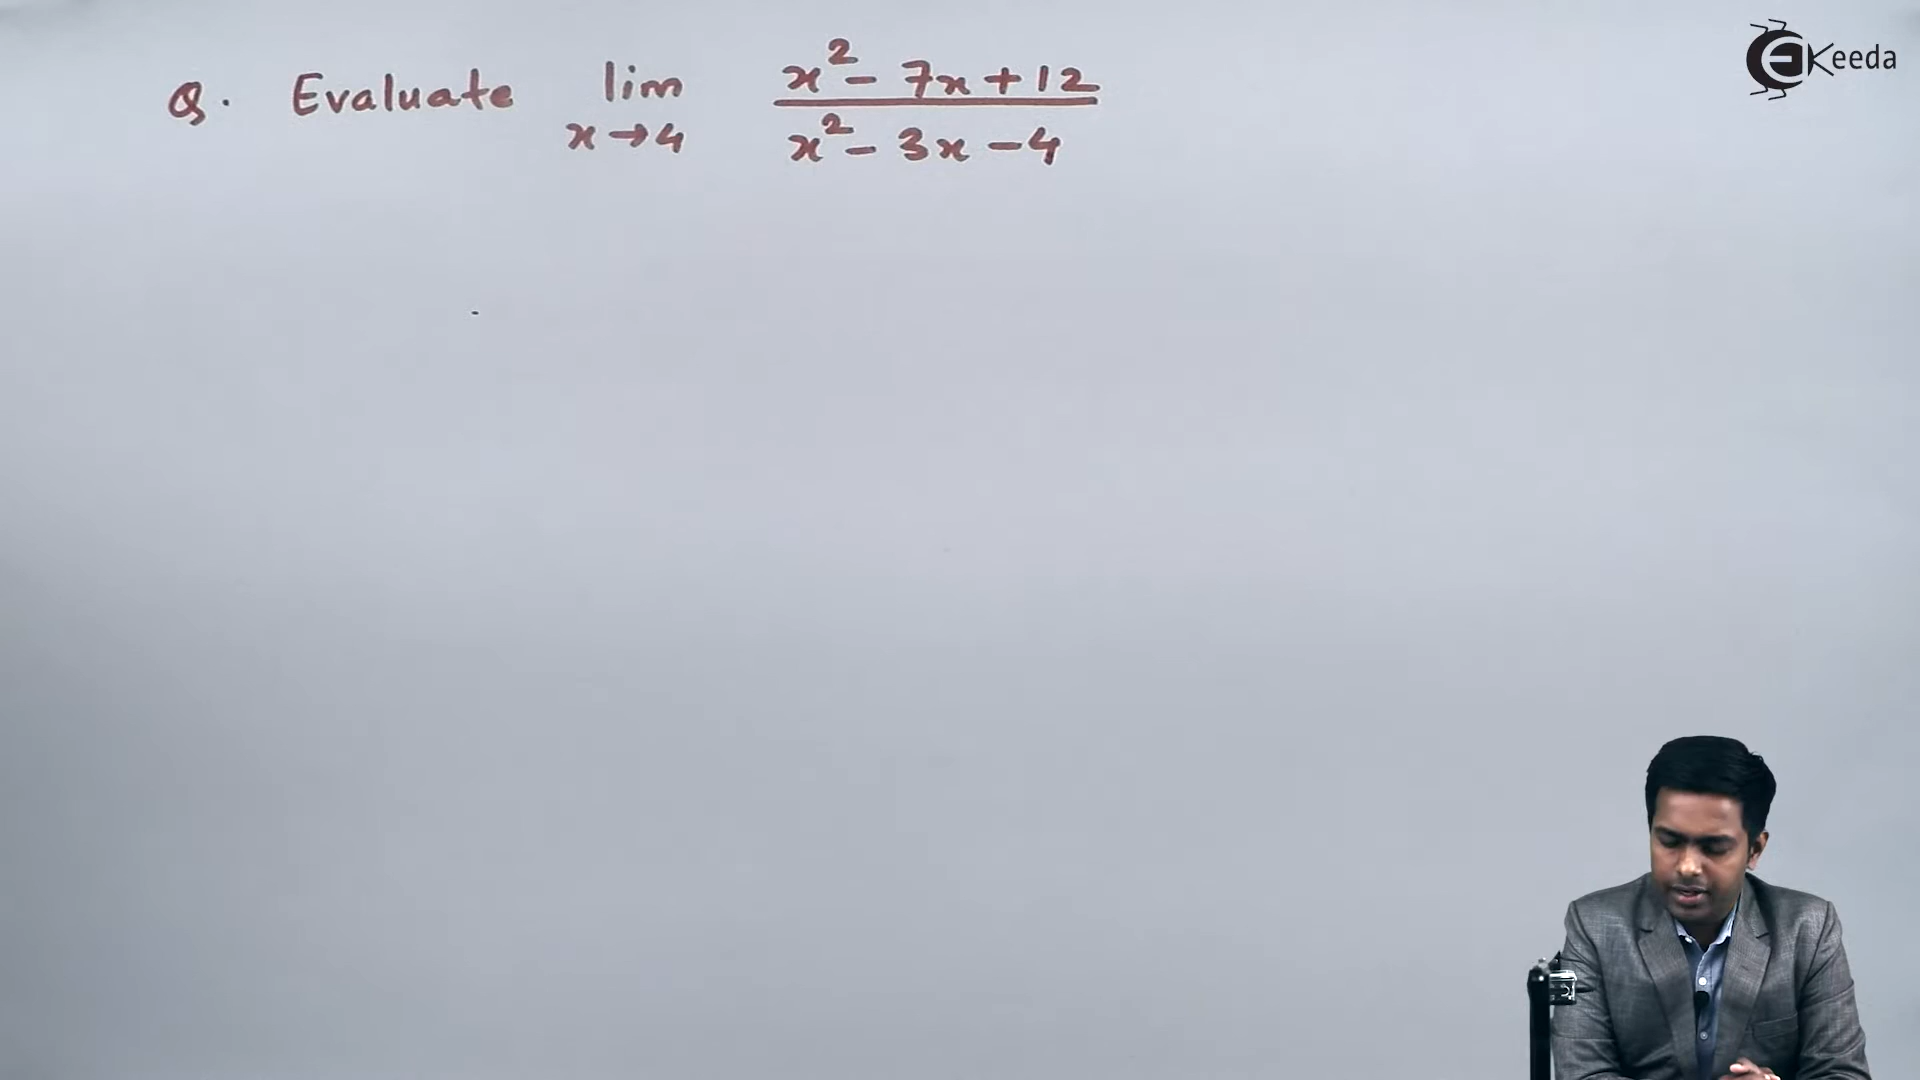 Q. Evaluate lim x→4 x² - 7x + 12 / x² - 3x - 4
EKeeda